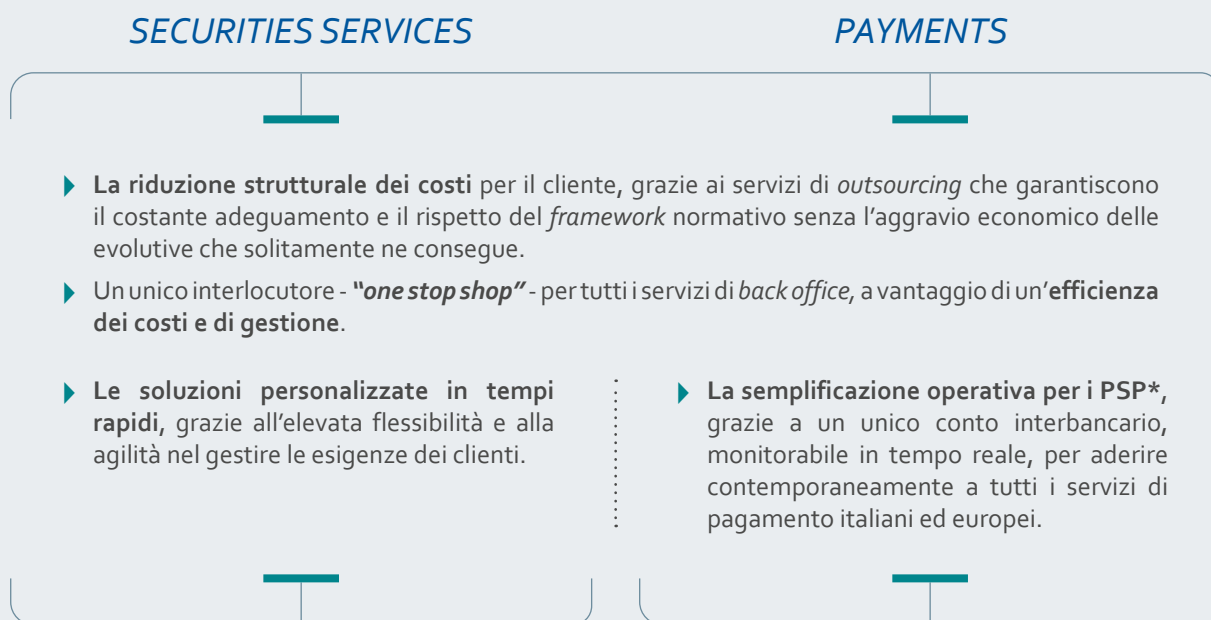 SECURITIES SERVICES
PAYMENTS
La riduzione strutturale dei costi per il cliente, grazie ai servizi di outsourcing che garantiscono
il costante adeguamento e il rispetto del framework normativo senza l'aggravio economico delle
evolutive che solitamente ne consegue.
Un unico interlocutore - "one stop shop" - per tutti i servizi di back office, a vantaggio di un'efficienza
dei costi e di gestione.
Le soluzioni personalizzate in tempi
rapidi, grazie all'elevata flessibilità e alla
agilità nel gestire le esigenze dei clienti.
La semplificazione operativa per i PSP*,
grazie a un unico conto interbancario,
monitorabile in tempo reale, per aderire
contemporaneamente a tutti i servizi di
pagamento italiani ed europei.